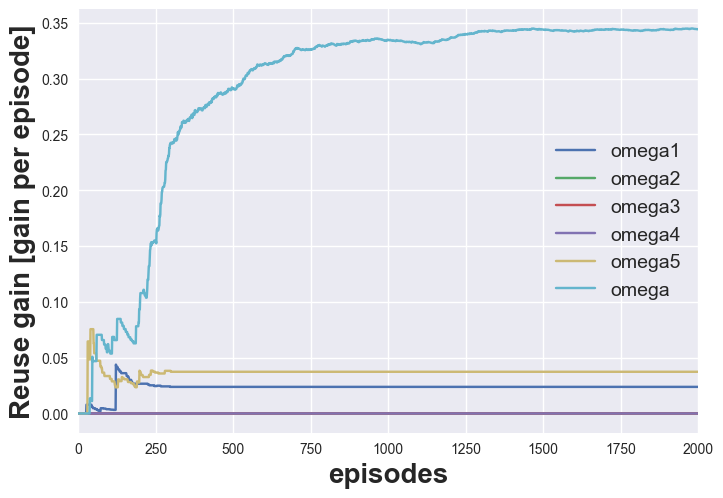 Reuse gain [gain per episode]
0.35
0.30
0.25
0.20
0.15
0.10
0.05
0.00
omega1
omega2
omega3
omega4
omega5
omega
0
250
500
750
1000
1250
1500
1750
2000
episodes